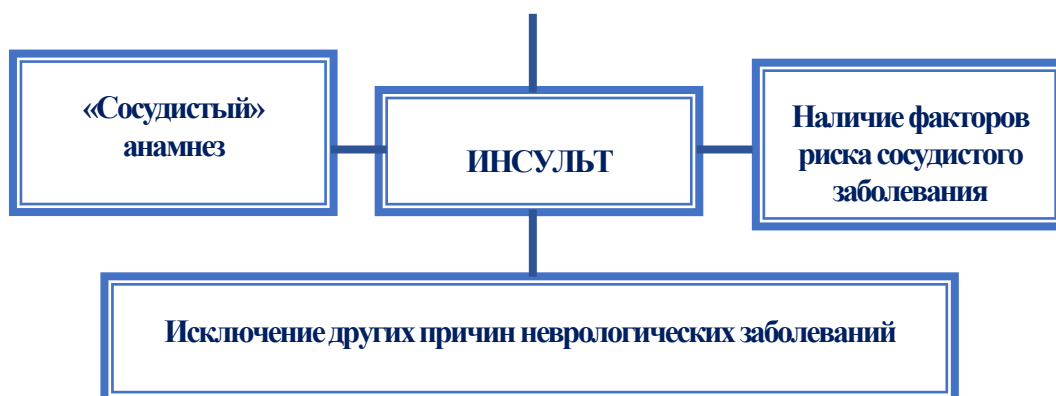 «Сосудистый»
анамнез
ИНСУЛЬТ
Наличие факторов
риска сосудистого
заболевания
Исключение других причин неврологических заболеваний